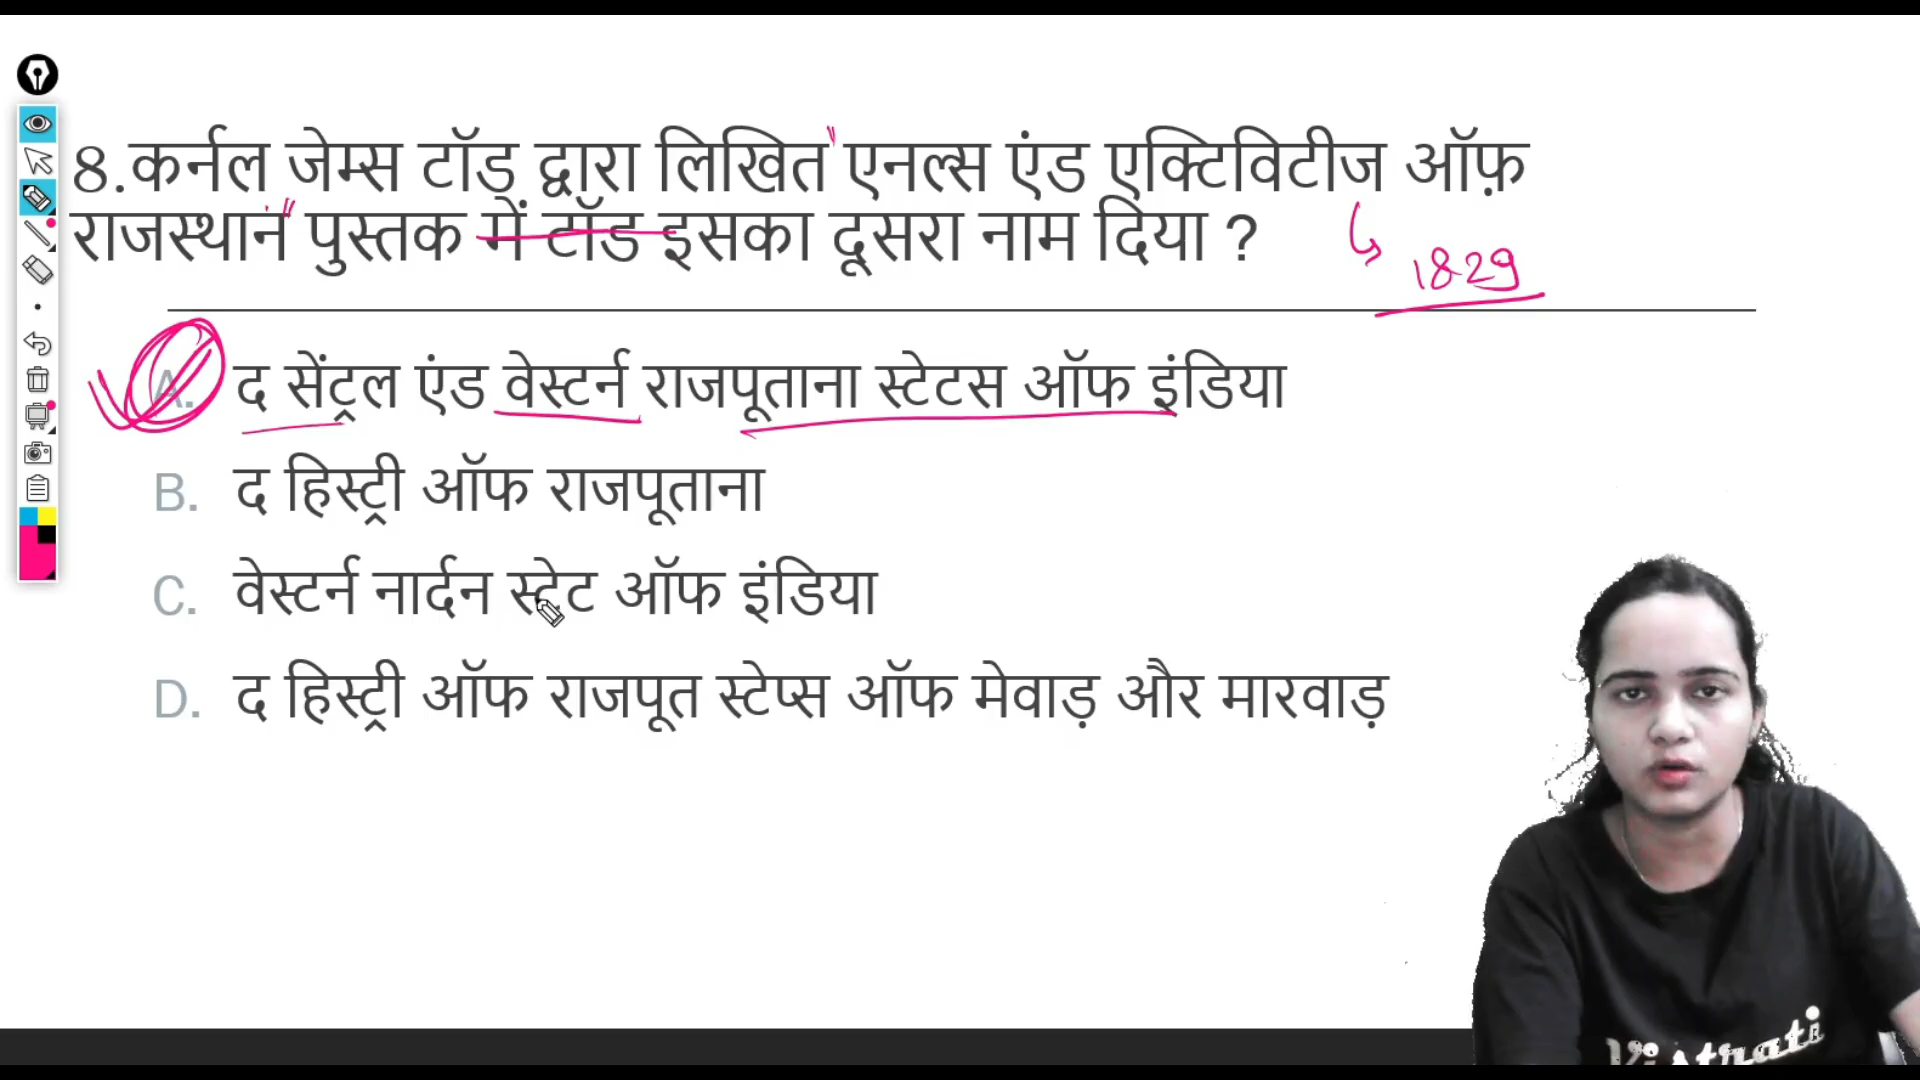 8.कर्नल जेम्स टॉड द्वारा लिखित "एनल्स एंड एक्टिविटीज ऑफ़
राजस्थान" पुस्तक में टॉड इसका दूसरा नाम दिया ?
1829
A. द सेंट्रल एंड वेस्टर्न राजपूताना स्टेटस ऑफ इंडिया
B. द हिस्ट्री ऑफ राजपूताना
C. वेस्टर्न नार्दन स्टेट ऑफ इंडिया
D. द हिस्ट्री ऑफ राजपूत स्टेप्स ऑफ मेवाड़ और मारवाड़